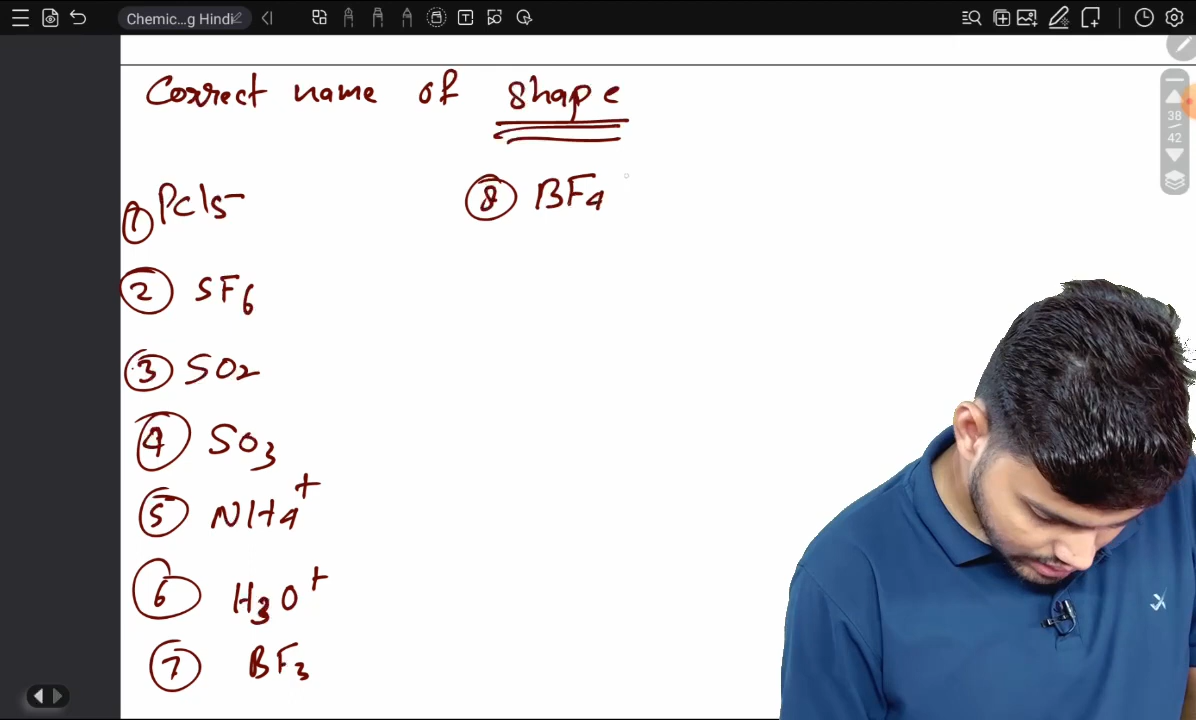 Chemic...g Hindi
Correct name of shape
① PCl5
② SF6
③ SO2
④ SO3
⑤ NH4+
⑥ H3O+
⑦ BF3
⑧ BF4
38
42